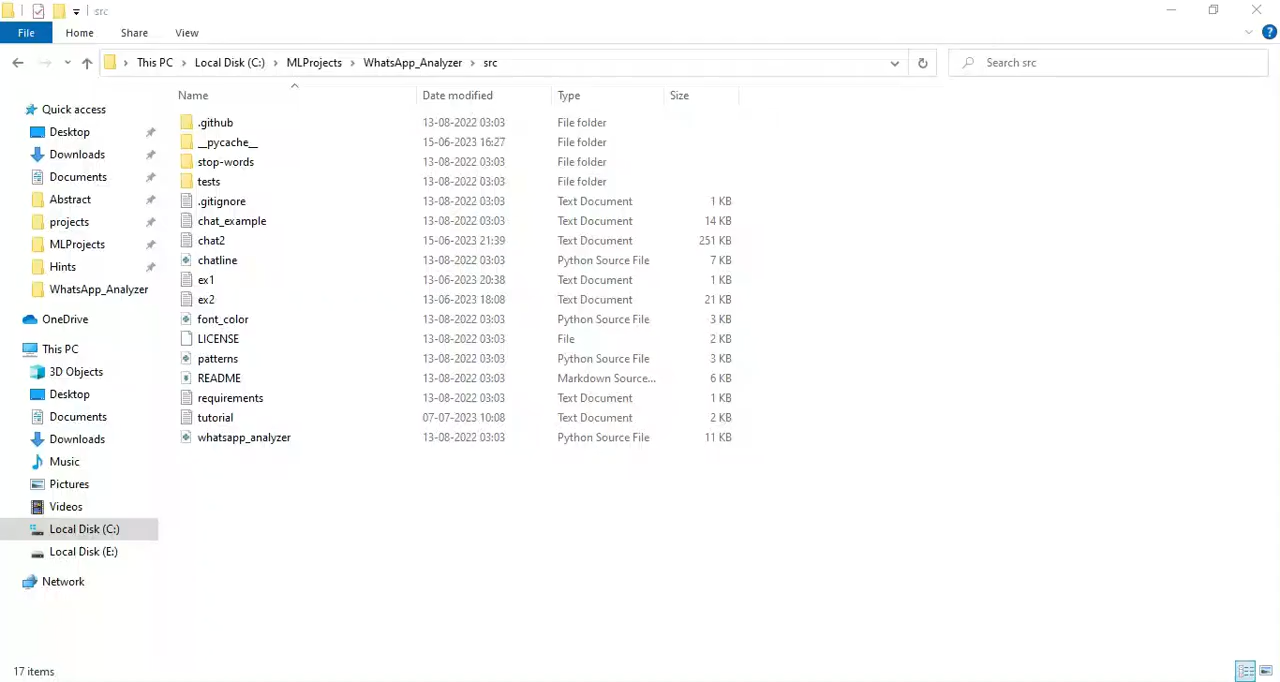 src
File Home Share View
This PC Local Disk (C:) MLProjects WhatsApp_Analyzer src
Search src
Name Date modified Type Size
Quick access
Desktop
Downloads
Documents
Abstract
projects
MLProjects
Hints
WhatsApp_Analyzer
OneDrive
This PC
3D Objects
Desktop
Documents
Downloads
Music
Pictures
Videos
Local Disk (C:)
Local Disk (E:)
Network
.github 13-08-2022 03:03 File folder
__pycache__ 15-06-2023 16:27 File folder
stop-words 13-08-2022 03:03 File folder
tests 13-08-2022 03:03 File folder
.gitignore 13-08-2022 03:03 Text Document 1 KB
chat_example 13-08-2022 03:03 Text Document 14 KB
chat2 15-06-2023 21:39 Text Document 251 KB
chatline 13-08-2022 03:03 Python Source File 7 KB
ex1 13-06-2023 20:38 Text Document 1 KB
ex2 13-06-2023 18:08 Text Document 21 KB
font_color 13-08-2022 03:03 Python Source File 3 KB
LICENSE 13-08-2022 03:03 File 2 KB
patterns 13-08-2022 03:03 Python Source File 3 KB
README 13-08-2022 03:03 Markdown Source... 6 KB
requirements 13-08-2022 03:03 Text Document 1 KB
tutorial 07-07-2023 10:08 Text Document 2 KB
whatsapp_analyzer 13-08-2022 03:03 Python Source File 11 KB
17 items